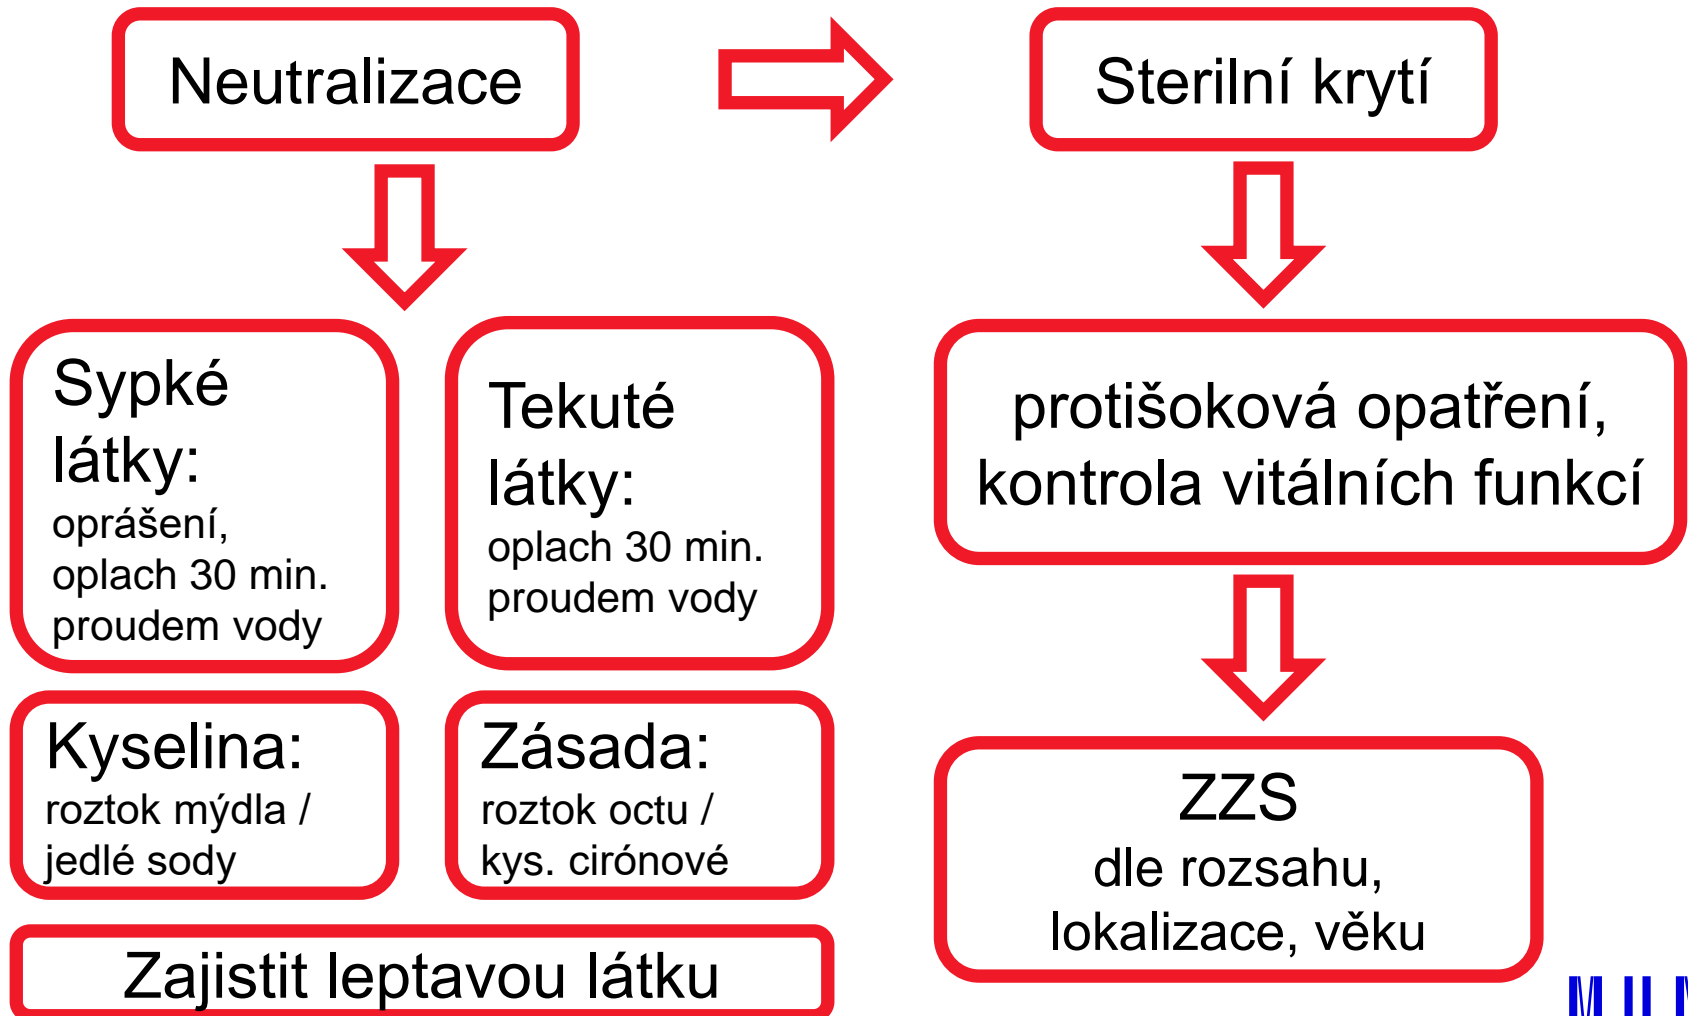 Neutralizace
Sterilní krytí
Sypké
látky:
oprášení,
oplach 30 min.
proudem vody
Tekuté
látky:
oplach 30 min.
proudem vody
Kyselina:
roztok mýdla /
jedlé sody
Zásada:
roztok octu /
kys. cirónové
Zajistit leptavou látku
protišoková opatření,
kontrola vitálních funkcí
ZZS
dle rozsahu,
lokalizace, věku